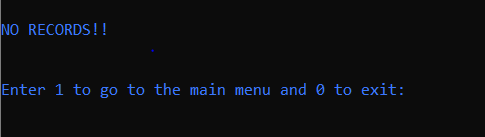 NO RECORDS!!
Enter 1 to go to the main menu and 0 to exit: